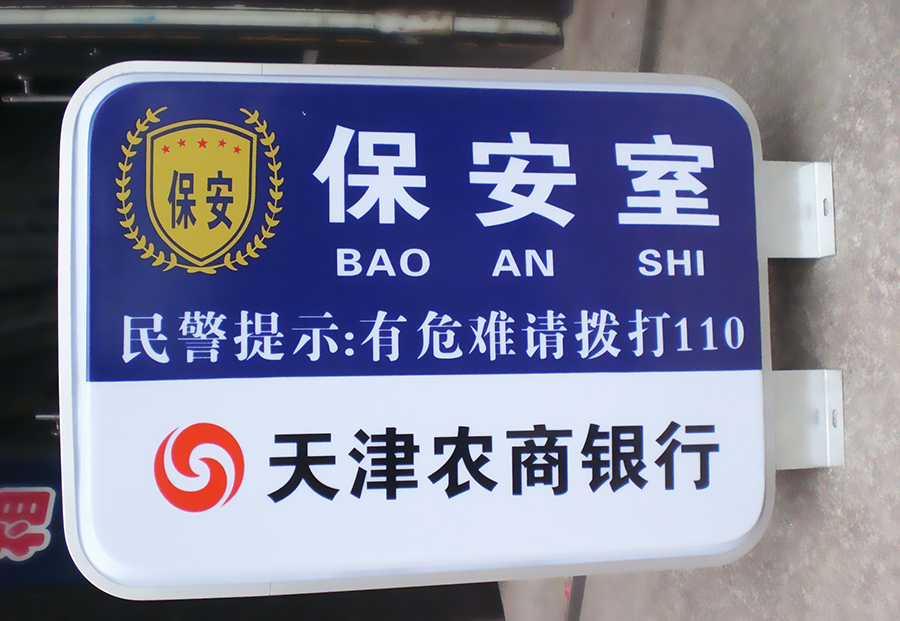 保安
保安室
BAO AN SHI
民警提示:有危难请拨打110
天津农商银行